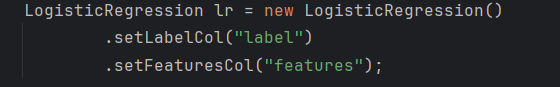 LogisticRegression lr = new LogisticRegression()
.setLabelCol("label")
.setFeaturesCol("features");